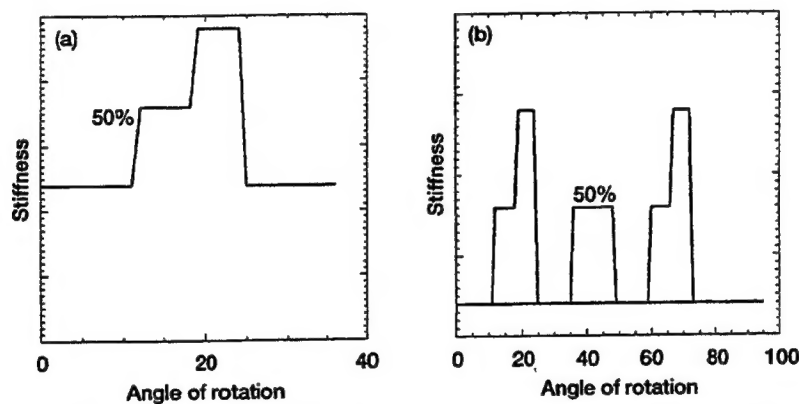 (a)
50%
Stiffness
0
20
40
Angle of rotation
(b)
50%
Stiffness
0
20
40
60
80
100
Angle of rotation